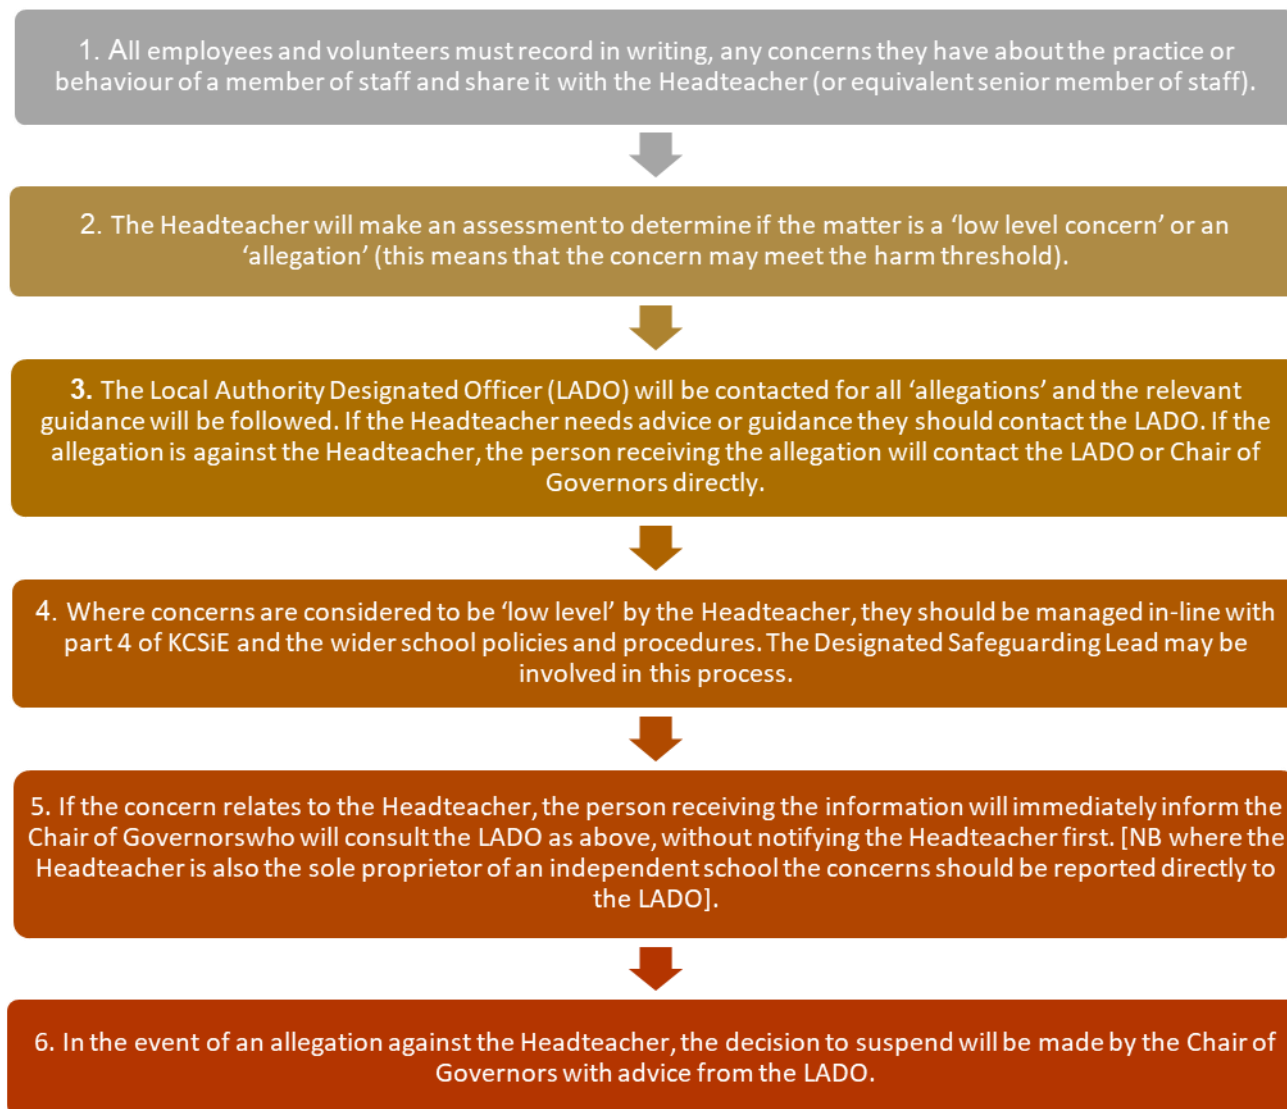 1. All employees and volunteers must record in writing, any concerns they have about the practice or
behaviour of a member of staff and share it with the Headteacher (or equivalent senior member of staff).
2. The Headteacher will make an assessment to determine if the matter is a ‘low level concern’ or an
‘allegation’ (this means that the concern may meet the harm threshold).
3. The Local Authority Designated Officer (LADO) will be contacted for all ‘allegations’ and the relevant
guidance will be followed. If the Headteacher needs advice or guidance they should contact the LADO. If the
allegation is against the Headteacher, the person receiving the allegation will contact the LADO or Chair of
Governors directly.
4. Where concerns are considered to be ‘low level’ by the Headteacher, they should be managed in-line with
part 4 of KCSiE and the wider school policies and procedures. The Designated Safeguarding Lead may be
involved in this process.
5. If the concern relates to the Headteacher, the person receiving the information will immediately inform the
Chair of Governorswho will consult the LADO as above, without notifying the Headteacher first. [NB where the
Headteacher is also the sole proprietor of an independent school the concerns should be reported directly to
the LADO].
6. In the event of an allegation against the Headteacher, the decision to suspend will be made by the Chair of
Governors with advice from the LADO.